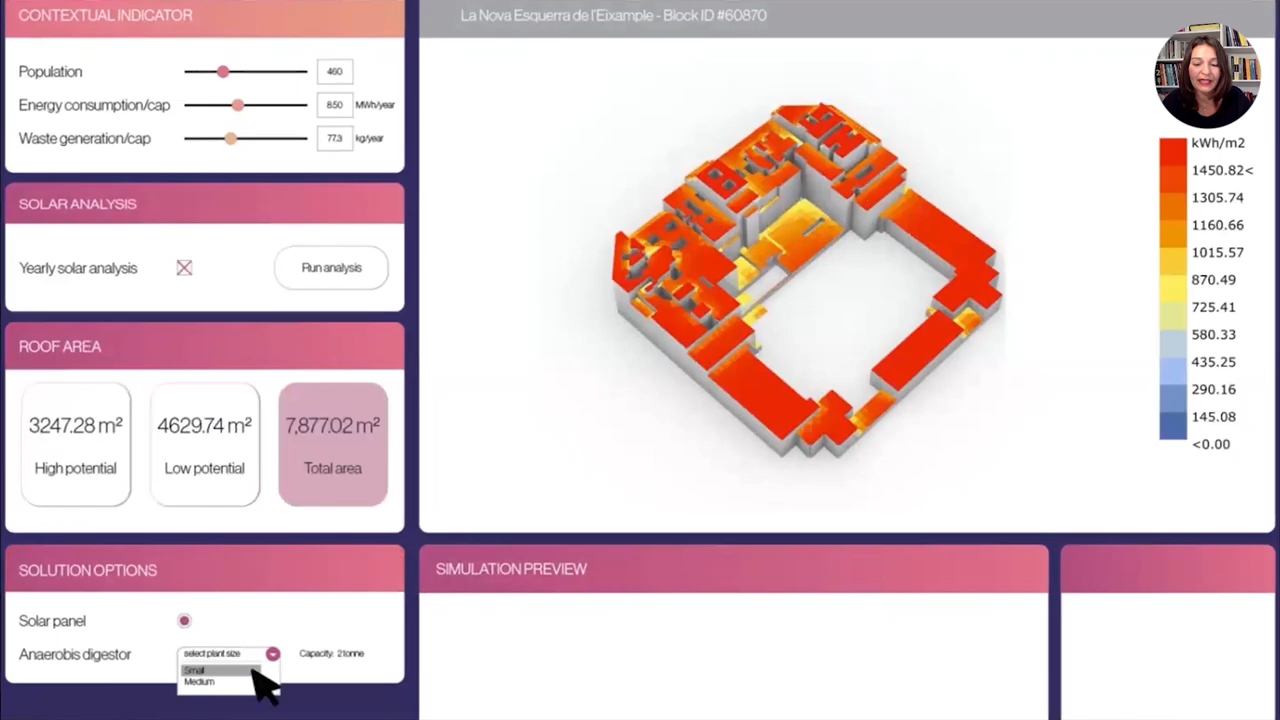 CONTEXTUAL INDICATOR
Population 460
Energy consumption/cap 8.50 MWh/year
Waste generation/cap 77.3 kg/year
SOLAR ANALYSIS
Yearly solar analysis Run analysis
ROOF AREA
3247.28 m² 4629.74 m² 7,877.02 m²
High potential Low potential Total area
SOLUTION OPTIONS
Solar panel
Anaerobis digestor select plant size Capacity: 2 tonne
Small
Medium
La Nova Esquerra de l'Eixample - Block ID #60870
kWh/m2
1450.82<
1305.74
1160.66
1015.57
870.49
725.41
580.33
435.25
290.16
145.08
<0.00
SIMULATION PREVIEW